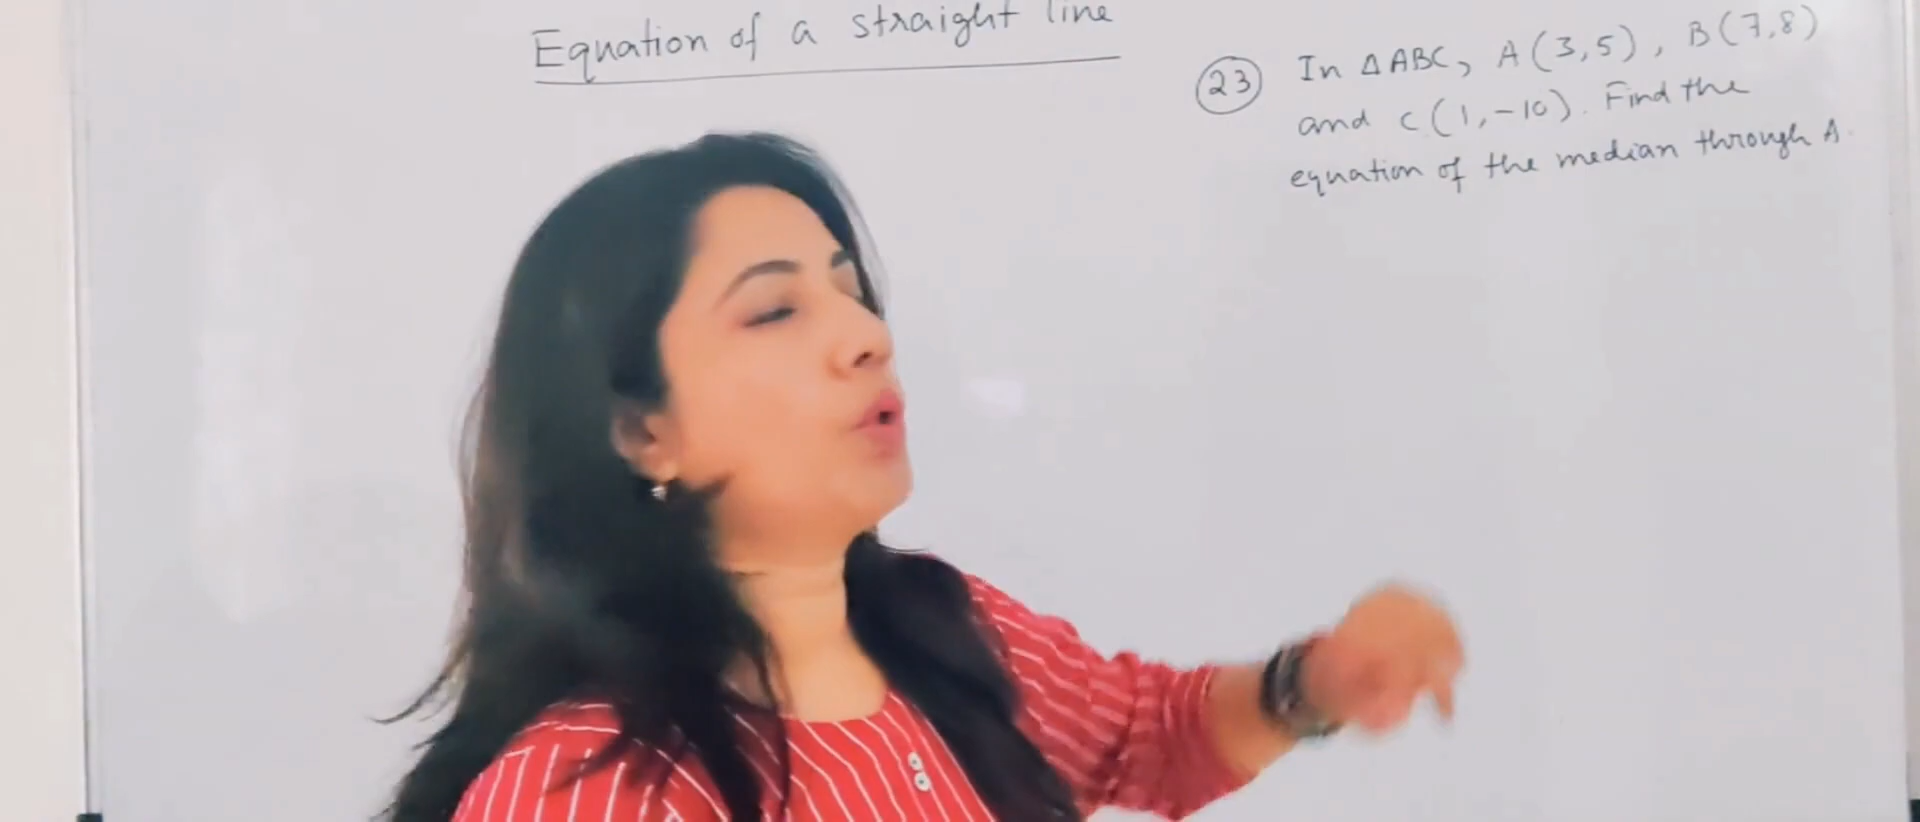 Equation of a straight line
23 In Δ ABC, A (3,5), B (7,8)
and C (1,-10). Find the
equation of the median through A.